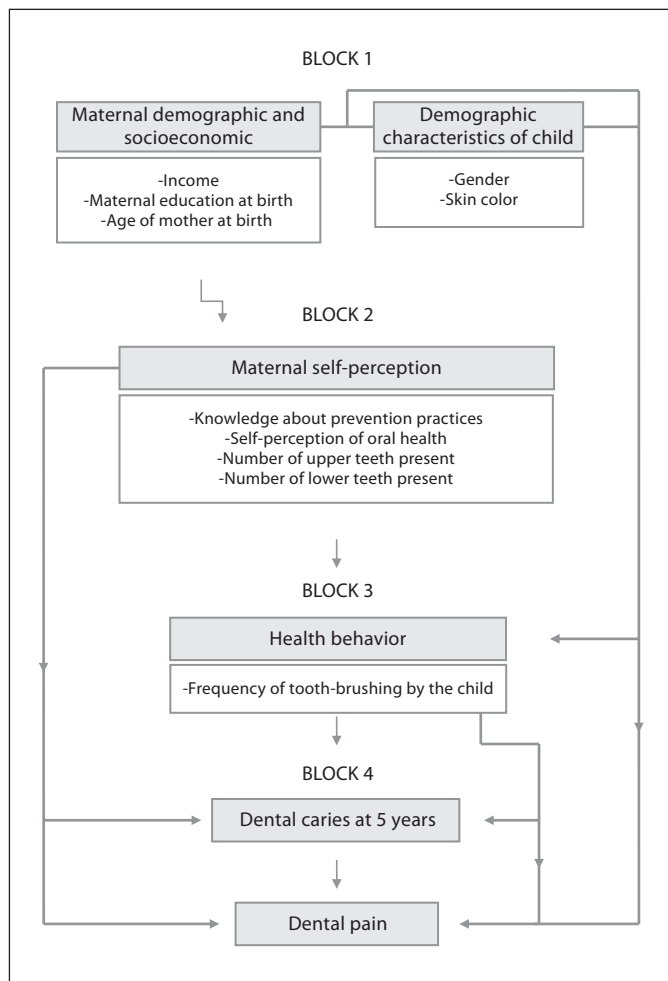 BLOCK 1
Maternal demographic and
socioeconomic
-Income
-Maternal education at birth
-Age of mother at birth
Demographic
characteristics of child
-Gender
-Skin color
BLOCK 2
Maternal self-perception
-Knowledge about prevention practices
-Self-perception of oral health
-Number of upper teeth present
-Number of lower teeth present
BLOCK 3
Health behavior
-Frequency of tooth-brushing by the child
BLOCK 4
Dental caries at 5 years
Dental pain